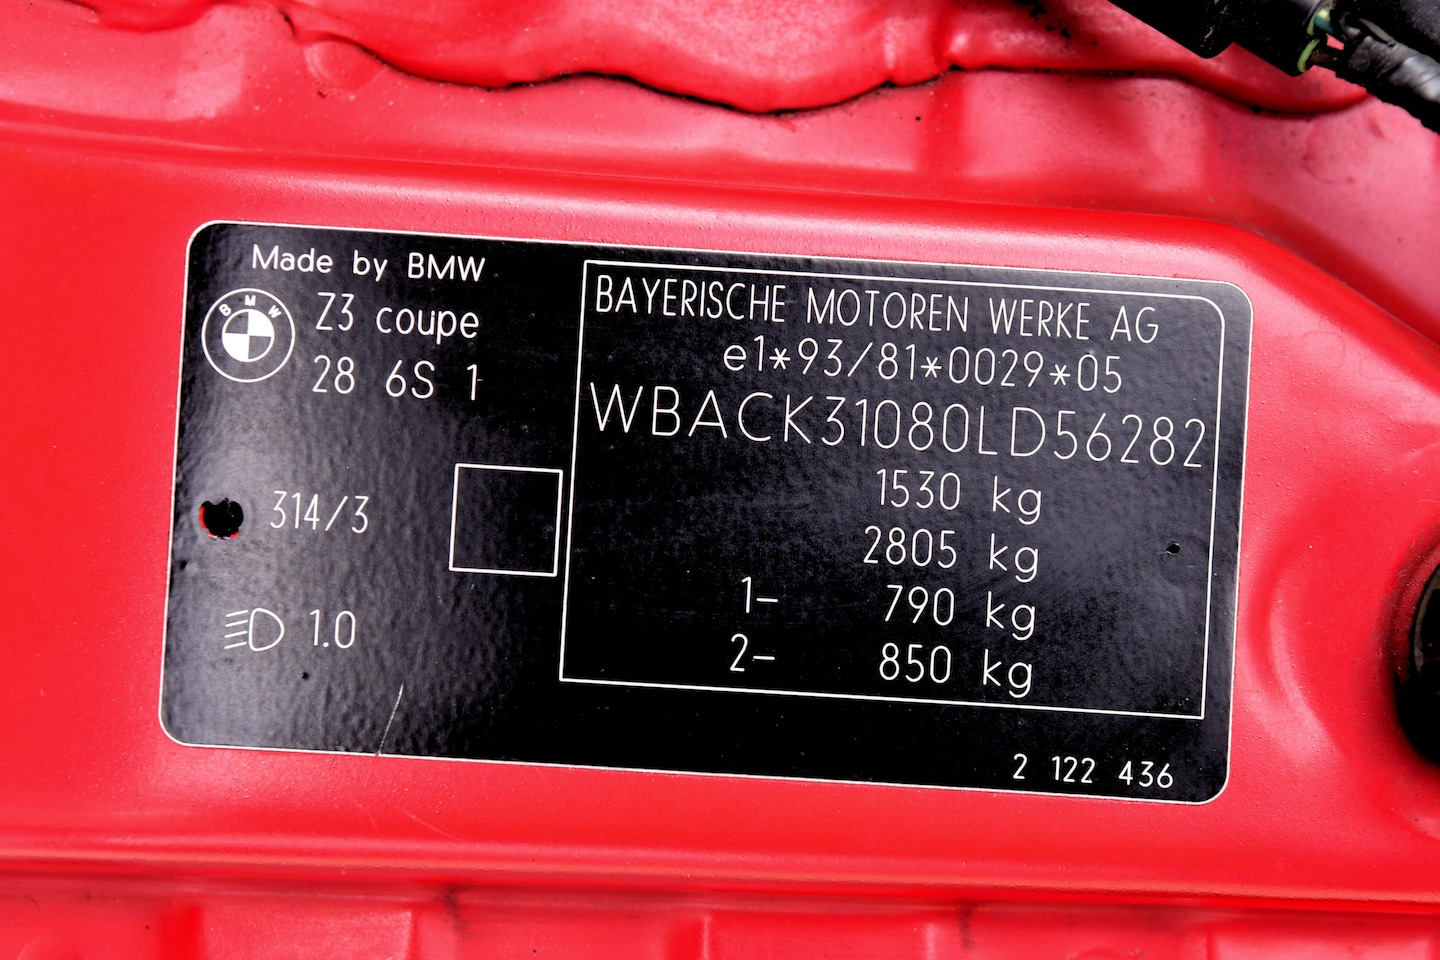 Made by BMW
BMW
Z3 coupe
28 6S 1
314/3
1.0
BAYERISCHE MOTOREN WERKE AG
e1*93/81*0029*05
WBACK31080LD56282
1530 kg
2805 kg
1- 790 kg
2- 850 kg
2 122 436